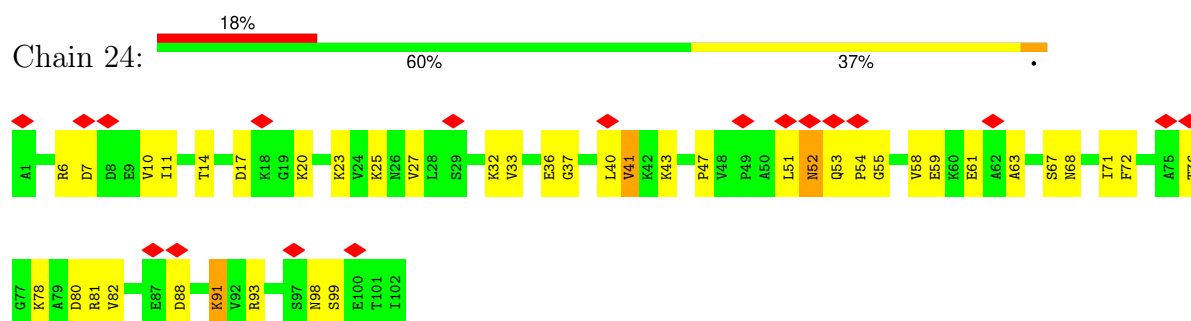 18%
Chain 24:
60% 37% •
A1 R6 D7 D8 E9 V10 I11 T14 D17 K18 G19 K20 K23 V24 K25 N26 V27 L28 S29 K32 V33 E36 G37 L40 V41 K42 K43 P47 V48 P49 A50 L51 N52 Q53 P54 G55 V58 E59 K60 E61 A62 A63 S67 N68 I71 F72 A75
G77 K78 A79 D80 R81 V82 E87 D88 K91 V92 R93 S97 N98 S99 E100 T101 I102